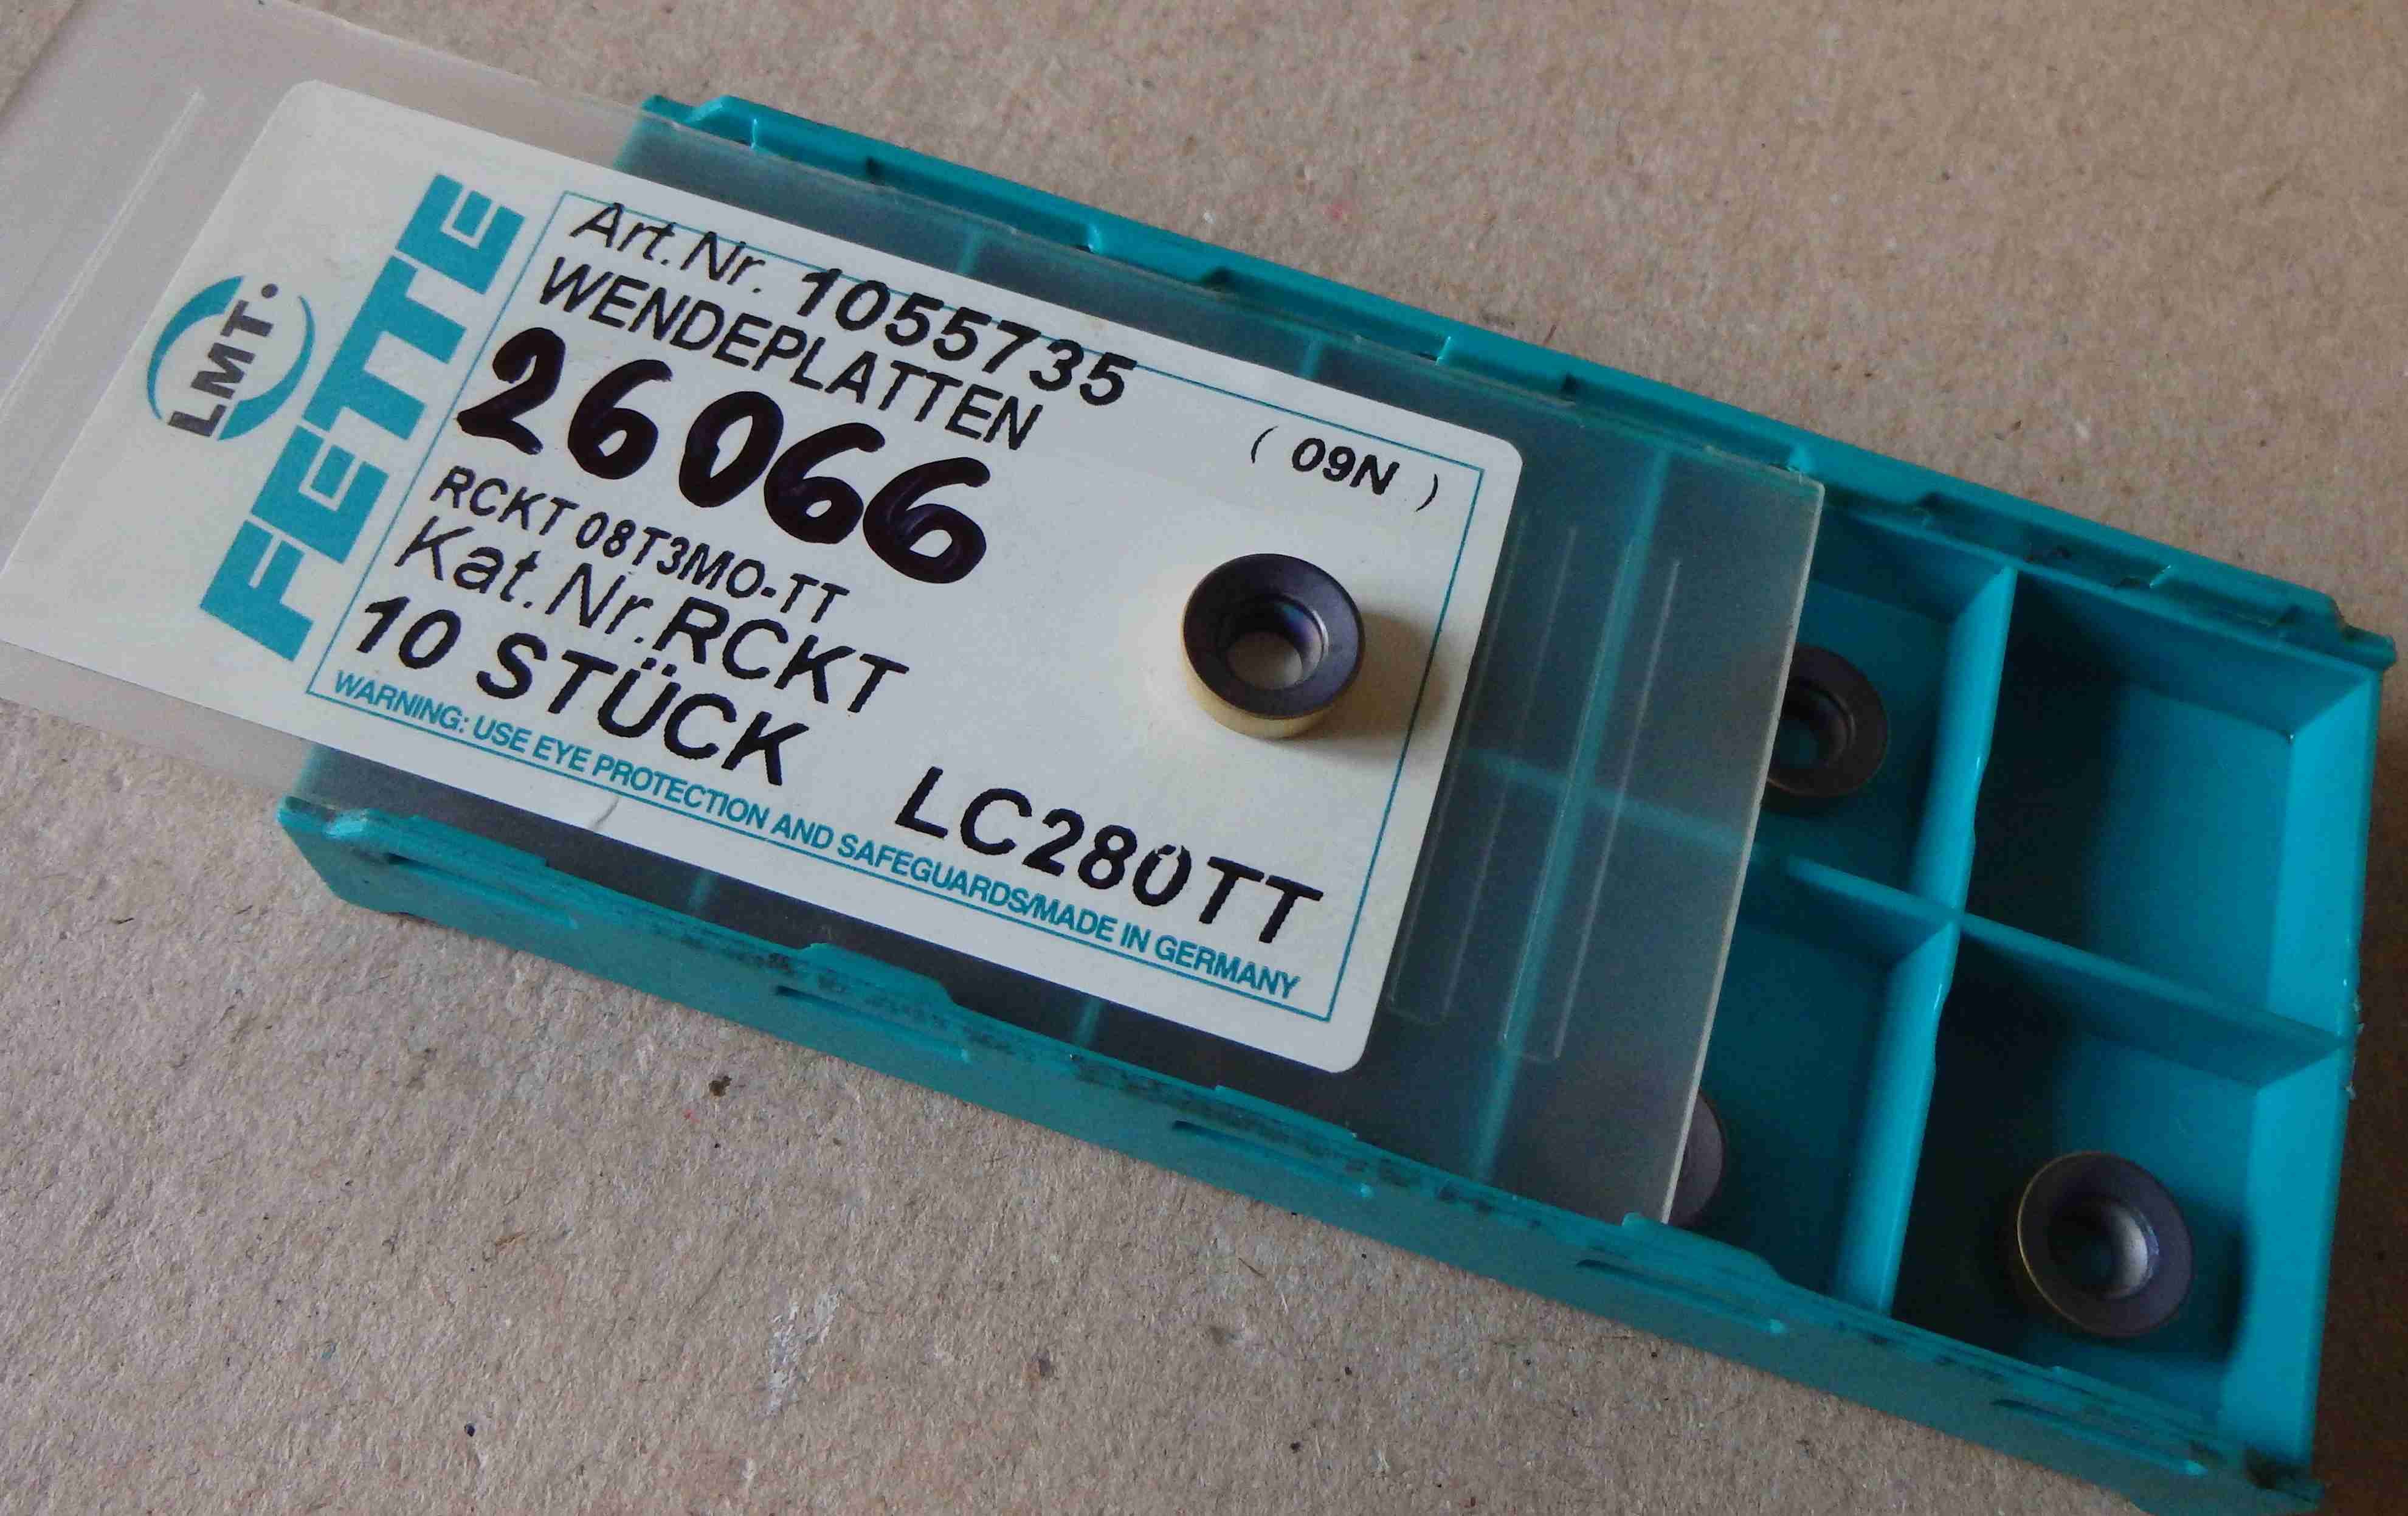 LMT.
FETTE
Art.Nr. 1055735
WENDEPLATTEN
(09N)
26066
RCKT 08T3MO-TT
Kat.Nr.RCKT
10 STÜCK LC280TT
WARNING: USE EYE PROTECTION AND SAFEGUARDS/MADE IN GERMANY